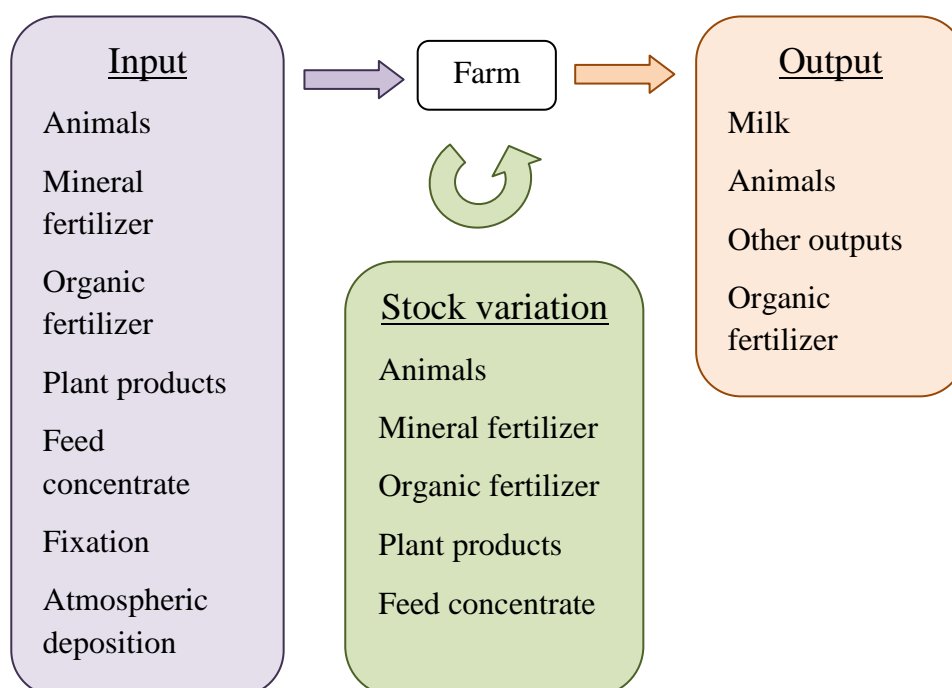 Input
Animals
Mineral
fertilizer
Organic
fertilizer
Plant products
Feed
concentrate
Fixation
Atmospheric
deposition
Farm
Stock variation
Animals
Mineral fertilizer
Organic fertilizer
Plant products
Feed concentrate
Output
Milk
Animals
Other outputs
Organic
fertilizer